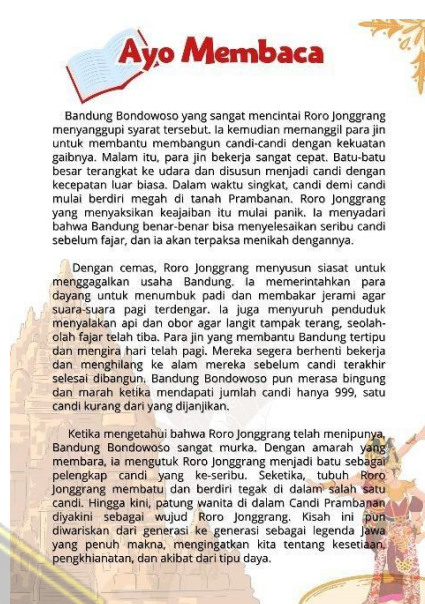 Ayo Membaca
Bandung Bondowoso yang sangat mencintai Roro Jonggrang
menyanggupi syarat tersebut. Ia kemudian memanggil para jin
untuk membantu membangun candi-candi dengan kekuatan
gaibnya. Malam itu, para jin bekerja sangat cepat. Batu-batu
besar terangkat ke udara dan disusun menjadi candi dengan
kecepatan luar biasa. Dalam waktu singkat, candi demi candi
mulai berdiri megah di tanah Prambanan. Roro Jonggrang
yang menyaksikan keajaiban itu mulai panik. Ia menyadari
bahwa Bandung benar-benar bisa menyelesaikan seribu candi
sebelum fajar, dan ia akan terpaksa menikah dengannya.
Dengan cemas, Roro Jonggrang menyusun siasat untuk
menggagalkan usaha Bandung. Ia memerintahkan para
dayang untuk menumbuk padi dan membakar jerami agar
suara-suara pagi terdengar. Ia juga menyuruh penduduk
menyalakan api dan obor agar langit tampak terang, seolah-
olah fajar telah tiba. Para jin yang membantu Bandung tertipu
dan mengira hari telah pagi. Mereka segera berhenti bekerja
dan menghilang ke alam mereka sebelum candi terakhir
selesai dibangun. Bandung Bondowoso pun merasa bingung
dan marah ketika mendapati jumlah candi hanya 999, satu
candi kurang dari yang dijanjikan.
Ketika mengetahui bahwa Roro Jonggrang telah menipunya,
Bandung Bondowoso sangat murka. Dengan amarah yang
membara, ia mengutuk Roro Jonggrang menjadi batu sebagai
pelengkap candi yang ke-seribu. Seketika, tubuh Roro
Jonggrang membatu dan berdiri tegak di dalam salah satu
candi. Hingga kini, patung wanita di dalam Candi Prambanan
diyakini sebagai wujud Roro Jonggrang. Kisah ini pun
diwariskan dari generasi ke generasi sebagai legenda Jawa
yang penuh makna, mengingatkan kita tentang kesetiaan,
pengkhianatan, dan akibat dari tipu daya.